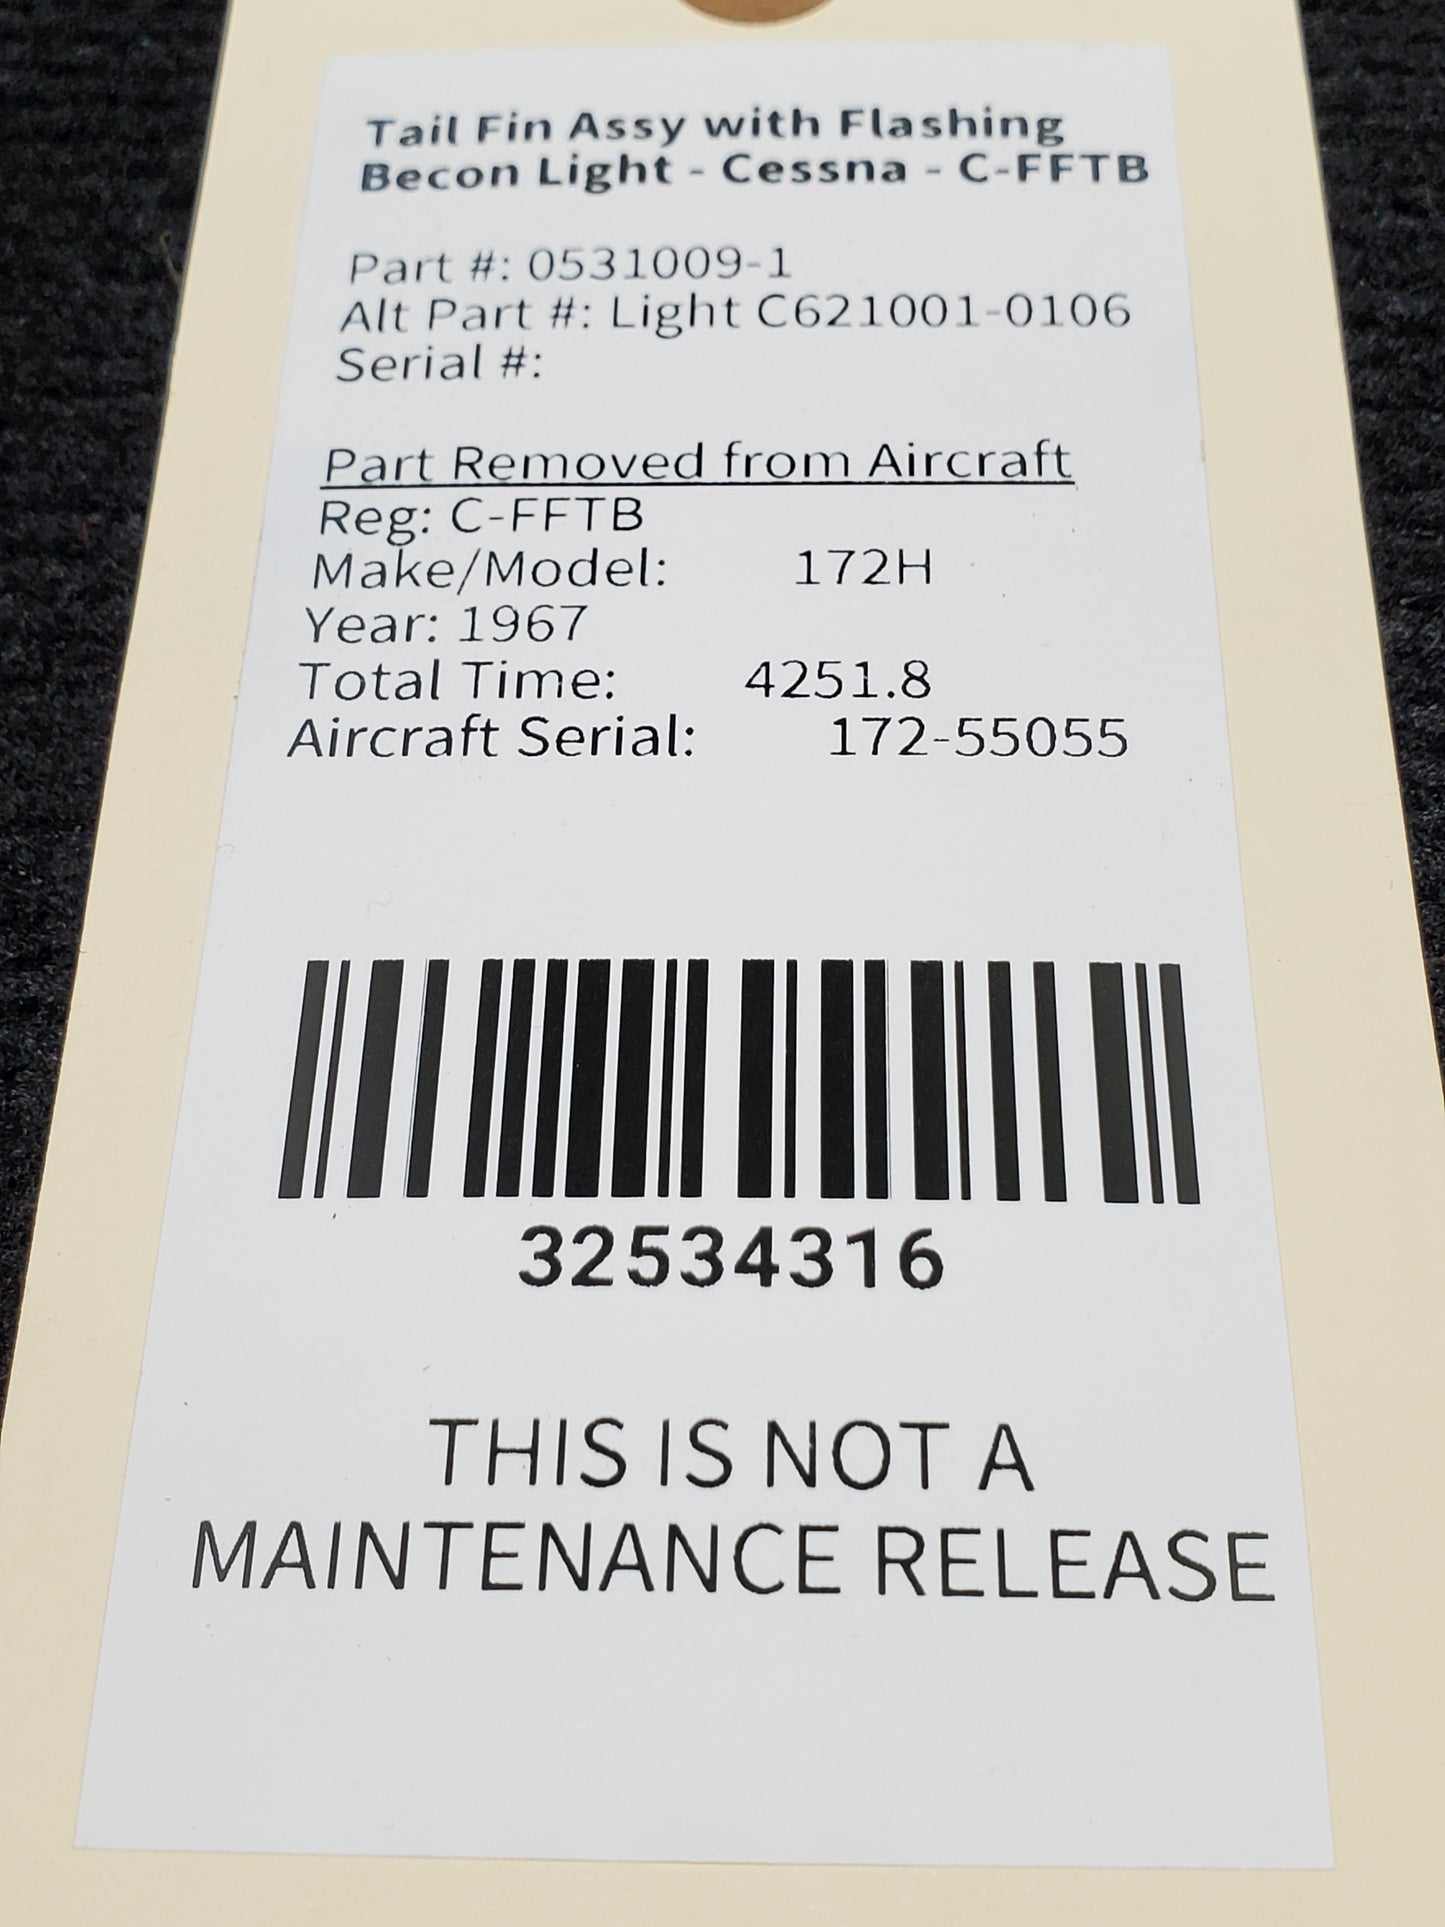 Tail Fin Assy with Flashing
Becon Light - Cessna - C-FFTB
Part #: 0531009-1
Alt Part #: Light C621001-0106
Serial #:
Part Removed from Aircraft
Reg: C-FFTB
Make/Model: 172H
Year: 1967
Total Time: 4251.8
Aircraft Serial: 172-55055
32534316
THIS IS NOT A
MAINTENANCE RELEASE